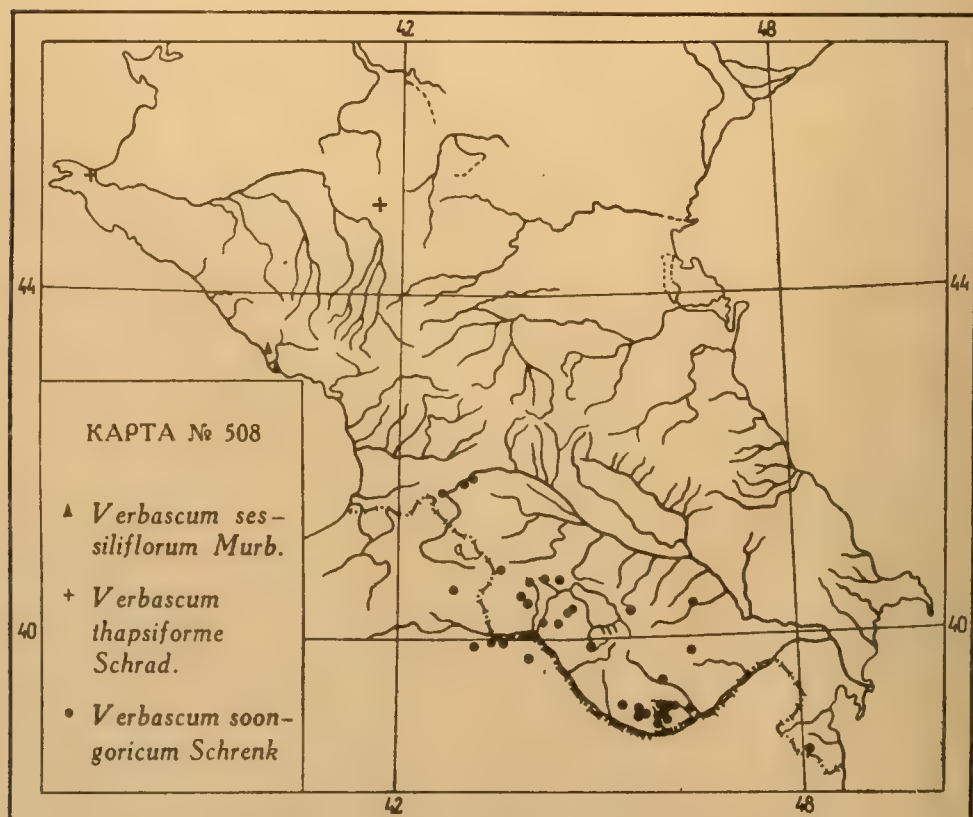 42 48
44 44
КАРТА № 508
Verbascum ses-
siliflorum Murb.
Verbascum
thapsiforme
Schrad.
40 40
Verbascum soon-
goricum Schrenk
42 48